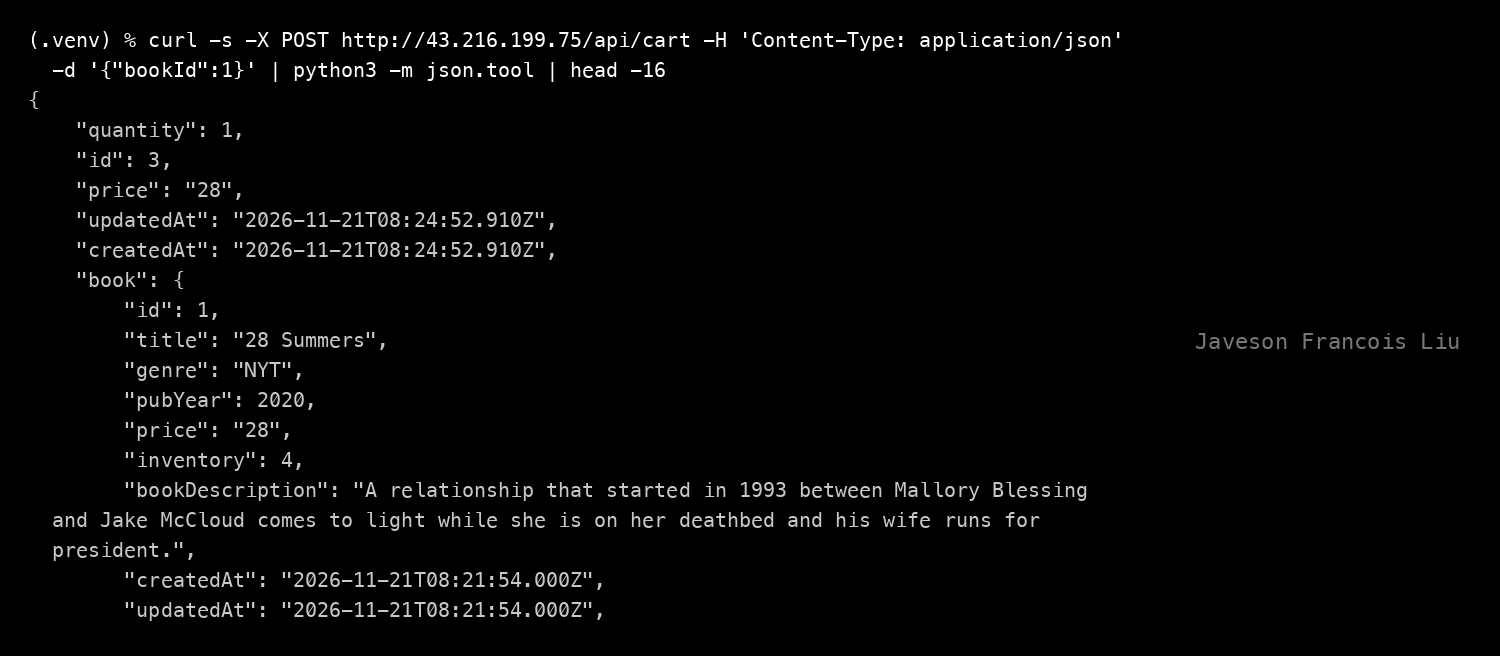 (.venv) % curl -s -X POST http://43.216.199.75/api/cart -H 'Content-Type: application/json'
  -d '{"bookId":1}' | python3 -m json.tool | head -16
{
    "quantity": 1,
    "id": 3,
    "price": "28",
    "updatedAt": "2026-11-21T08:24:52.910Z",
    "createdAt": "2026-11-21T08:24:52.910Z",
    "book": {
        "id": 1,
        "title": "28 Summers",
Javeson Francois Liu
        "genre": "NYT",
        "pubYear": 2020,
        "price": "28",
        "inventory": 4,
        "bookDescription": "A relationship that started in 1993 between Mallory Blessing
  and Jake McCloud comes to light while she is on her deathbed and his wife runs for
  president.",
        "createdAt": "2026-11-21T08:21:54.000Z",
        "updatedAt": "2026-11-21T08:21:54.000Z",